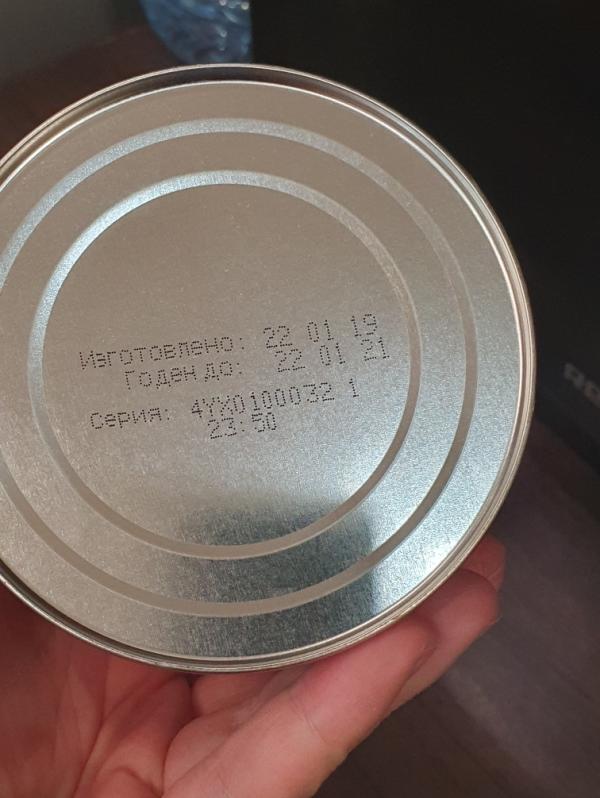 Изготовлено: 22 01 19
Годен до: 22 01 21
Серия: 4YX0100032 1
23:50